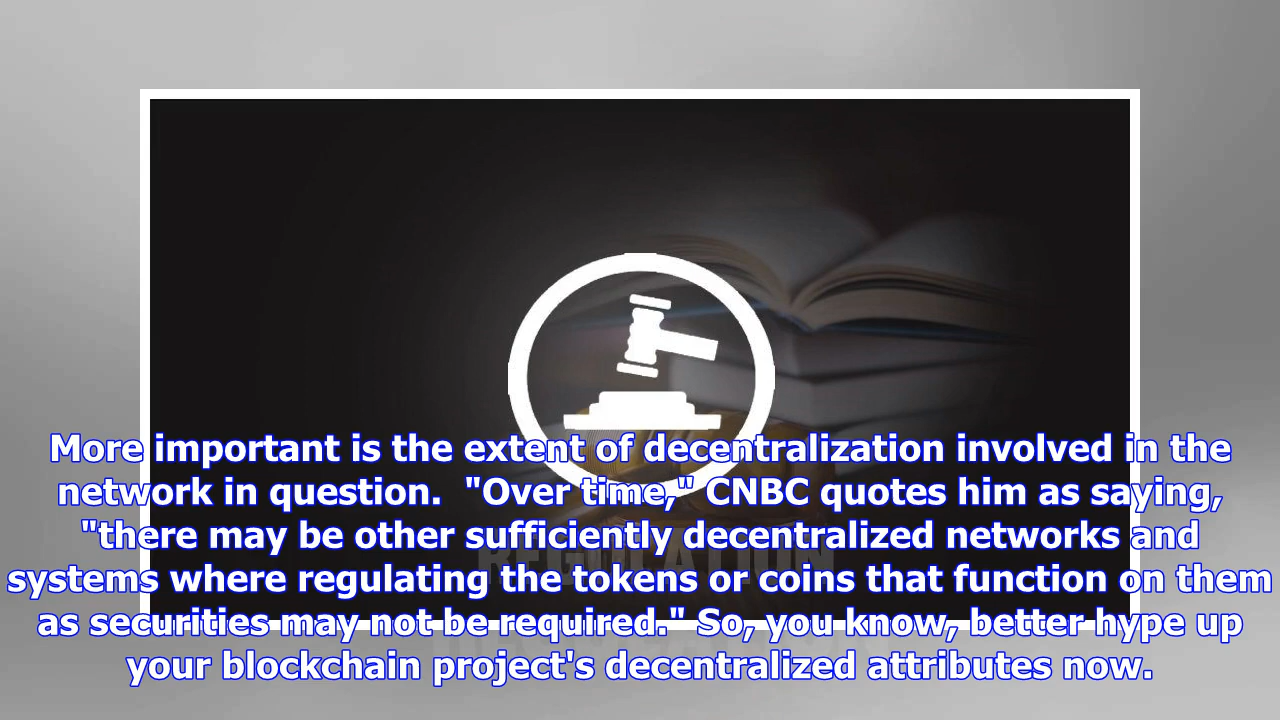 More important is the extent of decentralization involved in the
network in question.  "Over time," CNBC quotes him as saying,
"there may be other sufficiently decentralized networks and
systems where regulating the tokens or coins that function on them
as securities may not be required." So, you know, better hype up
your blockchain project's decentralized attributes now.
REGULATION